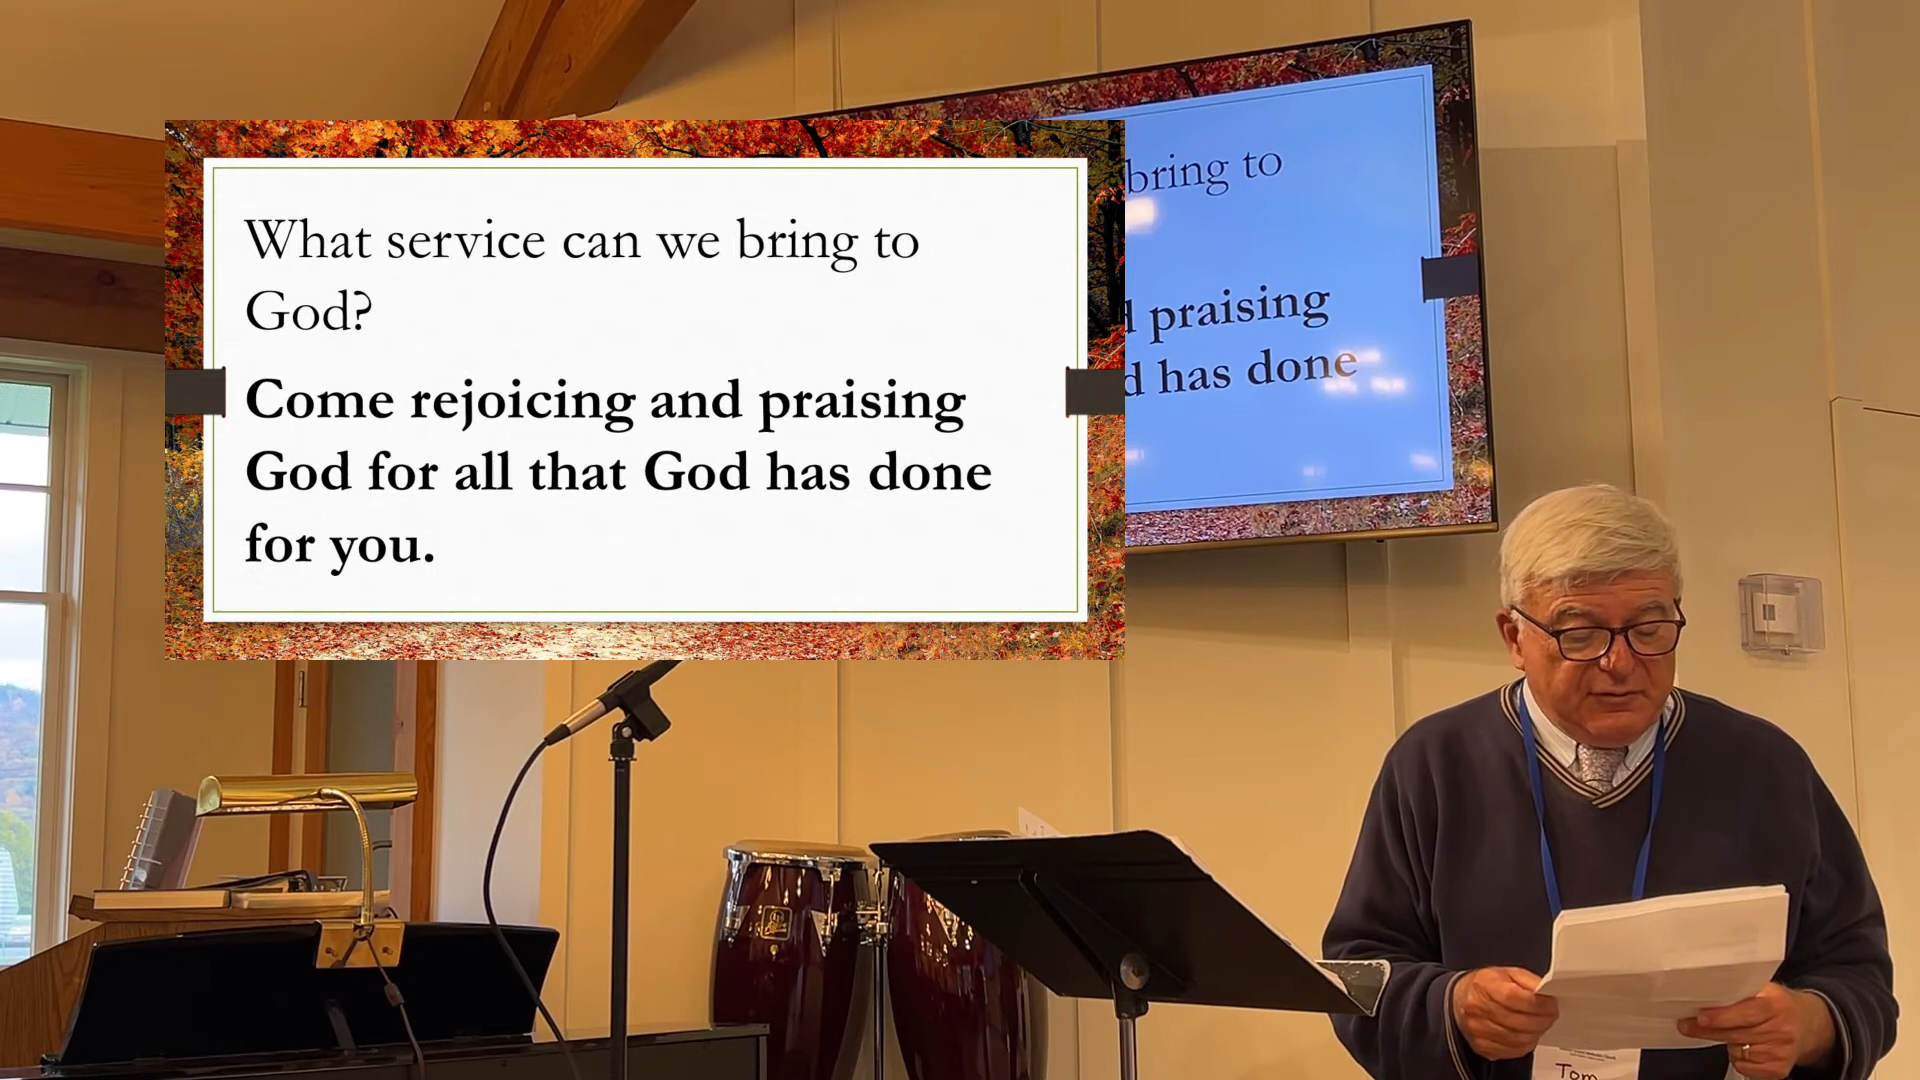 What service can we bring to
God?
Come rejoicing and praising
God for all that God has done
for you.
bring to
praising
has done
Tom